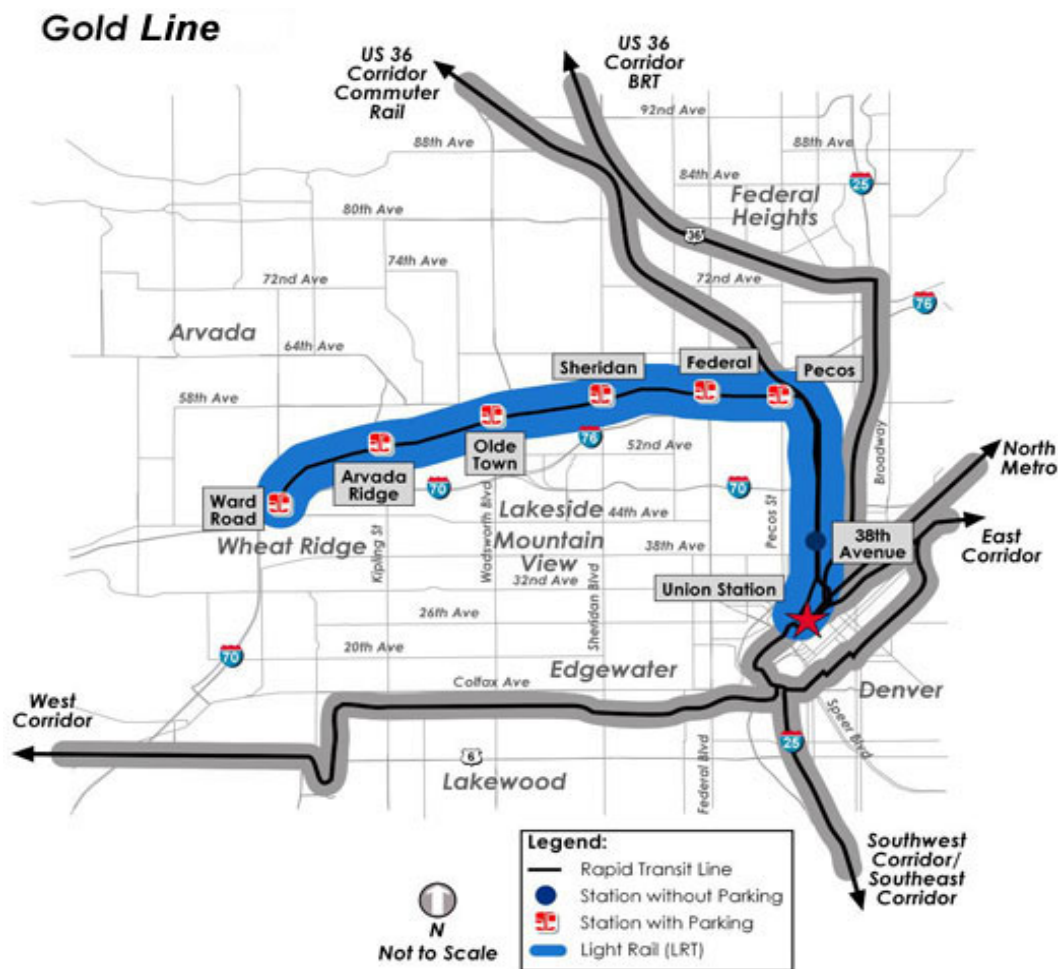 Gold Line
US 36
Corridor
Commuter
Rail
US 36
Corridor
BRT
92nd Ave
88th Ave
88th Ave
84th Ave
25
Federal
Heights
80th Ave
36
74th Ave
72nd Ave
72nd Ave
76
Arvada
64th Ave
Sheridan
Federal
Pecos
58th Ave
76
52nd Ave
Broadway
Olde
Town
Arvada
Ridge
70
70
North
Metro
Ward
Road
Lakeside
44th Ave
Pecos St
38th
Avenue
East
Corridor
Wheat Ridge
Kipling St
Wadsworth Blvd
Mountain
View
38th Ave
32nd Ave
Sheridan Blvd
Union Station
26th Ave
20th Ave
70
Edgewater
Colfax Ave
Denver
West
Corridor
Speer Blvd
25
6
Lakewood
Federal Blvd
Southwest
Corridor/
Southeast
Corridor
Legend:
Rapid Transit Line
Station without Parking
Station with Parking
Light Rail (LRT)
N
Not to Scale